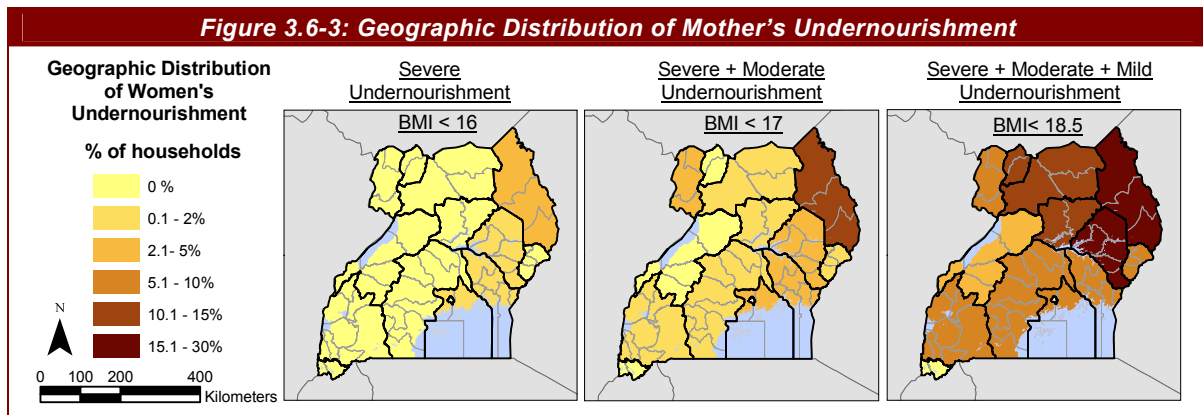 Figure 3.6-3: Geographic Distribution of Mother's Undernourishment
Geographic Distribution
of Women's
Undernourishment
% of households
0 %
0.1 - 2%
2.1- 5%
5.1 - 10%
10.1 - 15%
15.1 - 30%
N
0 100 200 400
Kilometers
Severe
Undernourishment
BMI < 16
Severe + Moderate
Undernourishment
BMI < 17
Severe + Moderate + Mild
Undernourishment
BMI< 18.5